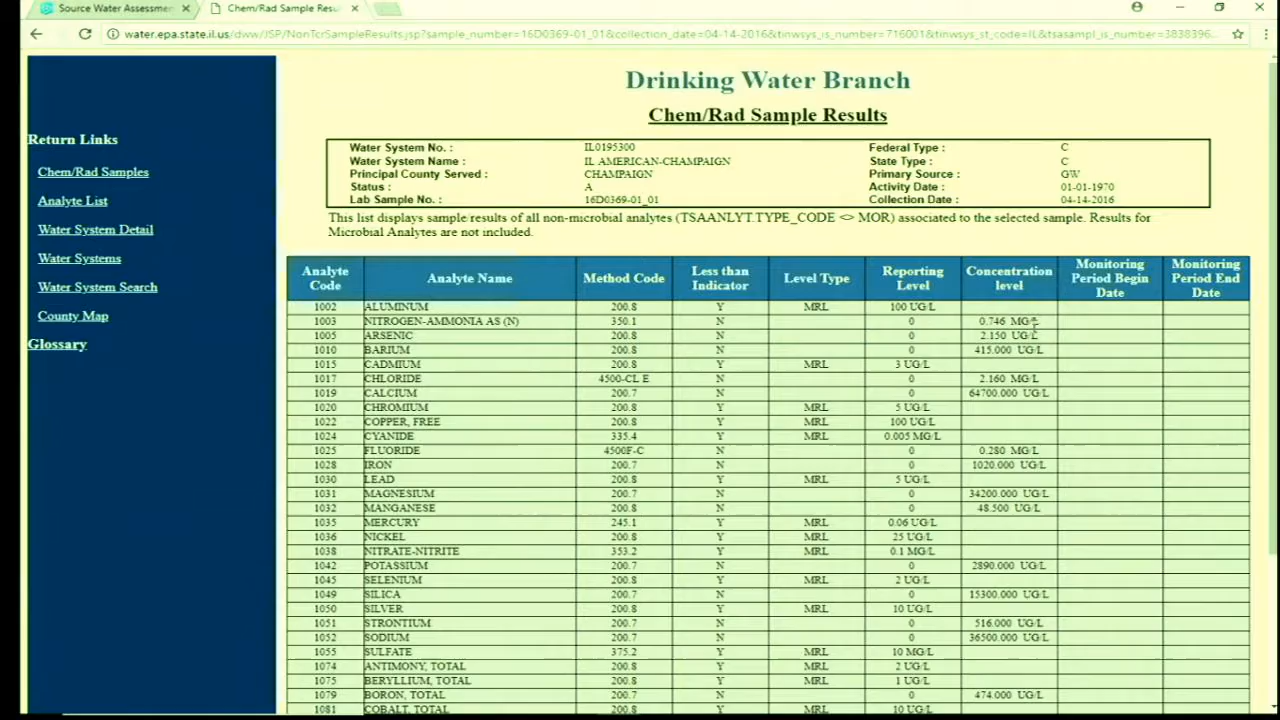 Source Water Assessmen
Chem/Rad Sample Resu
water.epa.state.il.us/dww/JSP/NonTcrSampleResults.jsp?sample_number=16D0369-01_01&collection_date=04-14-2016&tinwsys_is_number=716001&tinwsys_st_code=IL&tsasampl_is_number=3838396...
Drinking Water Branch
Chem/Rad Sample Results
Return Links
Chem/Rad Samples
Analyte List
Water System Detail
Water Systems
Water System Search
County Map
Glossary
Water System No. : IL0195300 Federal Type : C
Water System Name : IL AMERICAN-CHAMPAIGN State Type : C
Principal County Served : CHAMPAIGN Primary Source : GW
Status : A Activity Date : 01-01-1970
Lab Sample No. : 16D0369-01_01 Collection Date : 04-14-2016
This list displays sample/results of all non-microbial analytes (TSAANLYT.TYPE_CODE <> MOR) associated to the selected sample. Results for
Microbial Analytes are not included.
Analyte Code Analyte Name Method Code Less than Indicator Level Type Reporting Level Concentration level Monitoring Period Begin Date Monitoring Period End Date
1002 ALUMINUM 200.8 Y MRL 100 UG/L
1003 NITROGEN-AMMONIA AS (N) 350.1 N 0 0.746 MG/L
1005 ARSENIC 200.8 N 0 2.150 UG/L
1010 BARIUM 200.8 N 0 415.000 UG/L
1015 CADMIUM 200.8 Y MRL 3 UG/L
1017 CHLORIDE 4500-CL E N 0 2.160 MG/L
1019 CALCIUM 200.7 N 0 64700.000 UG/L
1020 CHROMIUM 200.8 Y MRL 5 UG/L
1022 COPPER, FREE 200.8 Y MRL 100 UG/L
1024 CYANIDE 335.4 Y MRL 0.005 MG/L
1025 FLUORIDE 4500F-C N 0 0.280 MG/L
1028 IRON 200.7 N 0 1020.000 UG/L
1030 LEAD 200.8 Y MRL 5 UG/L
1031 MAGNESIUM 200.7 N 0 34200.000 UG/L
1032 MANGANESE 200.8 N 0 48.500 UG/L
1035 MERCURY 245.1 Y MRL 0.06 UG/L
1036 NICKEL 200.8 Y MRL 25 UG/L
1038 NITRATE-NITRITE 353.2 Y MRL 0.1 MG/L
1042 POTASSIUM 200.7 N 0 2890.000 UG/L
1045 SELENIUM 200.8 Y MRL 2 UG/L
1049 SILICA 200.7 N 0 15300.000 UG/L
1050 SILVER 200.8 Y MRL 10 UG/L
1051 STRONTIUM 200.7 N 0 516.000 UG/L
1052 SODIUM 200.7 N 0 36500.000 UG/L
1055 SULFATE 375.2 Y MRL 10 MG/L
1074 ANTIMONY, TOTAL 200.8 Y MRL 2 UG/L
1075 BERYLLIUM, TOTAL 200.8 Y MRL 1 UG/L
1079 BORON, TOTAL 200.7 N 0 474.000 UG/L
1081 COBALT, TOTAL 200.8 Y MRL 10 UG/L